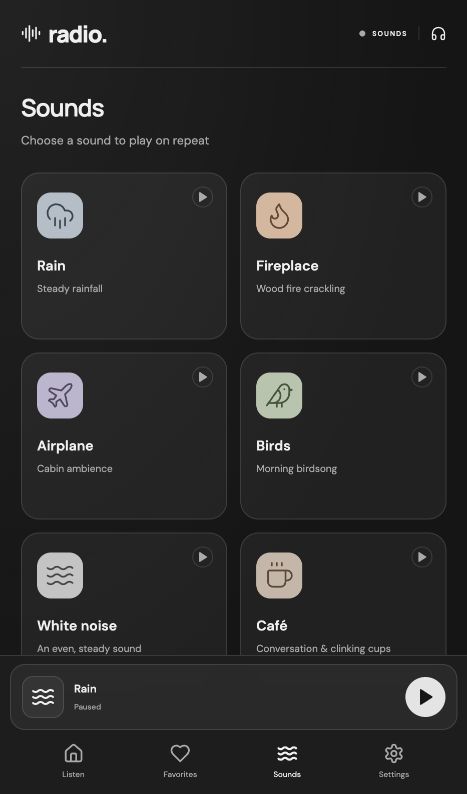 radio.
SOUNDS
Sounds
Choose a sound to play on repeat
Rain
Steady rainfall
Fireplace
Wood fire crackling
Airplane
Cabin ambience
Birds
Morning birdsong
White noise
An even, steady sound
Café
Conversation & clinking cups
Rain
Paused
Listen
Favorites
Sounds
Settings